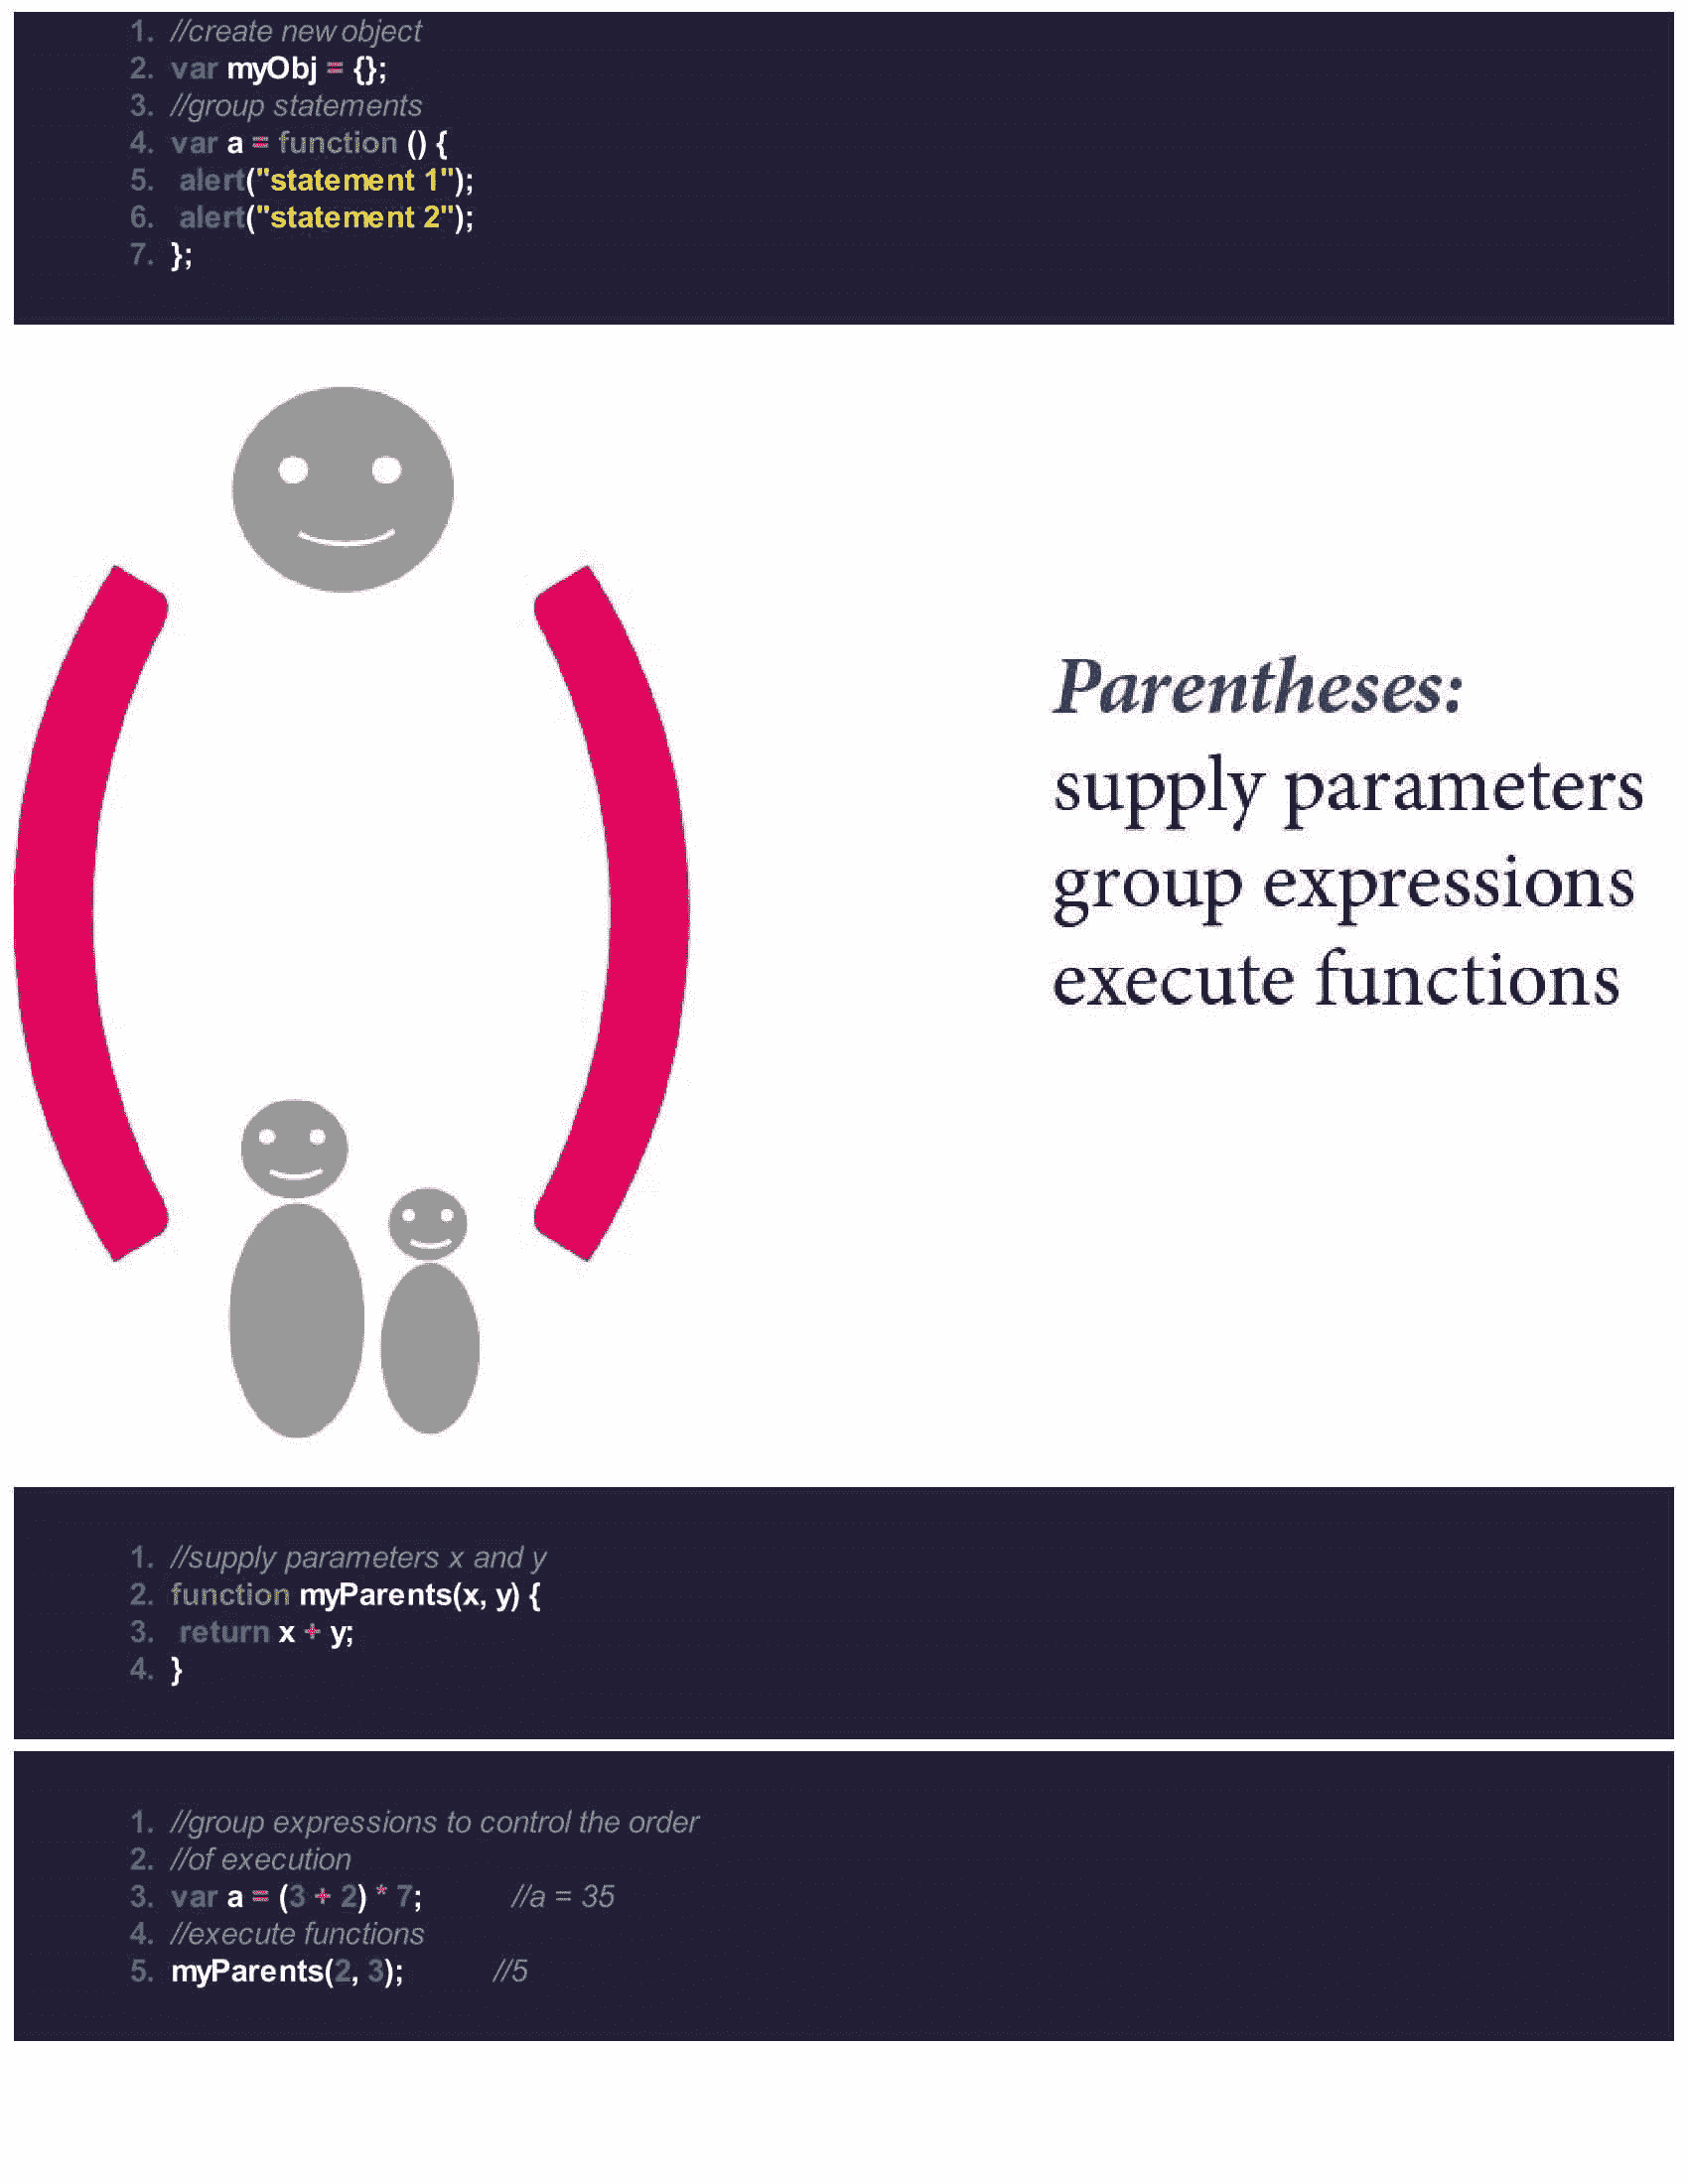 1. //create new object
2. var myObj = {};
3. //group statements
4. var a = function () {
5. alert("statement 1");
6. alert("statement 2");
7. };
Parentheses:
supply parameters
group expressions
execute functions
1. //supply parameters x and y
2. function myParents(x, y) {
3. return x + y;
4. }
1. //group expressions to control the order
2. //of execution
3. var a = (3 + 2) * 7; //a = 35
4. //execute functions
5. myParents(2, 3); //5